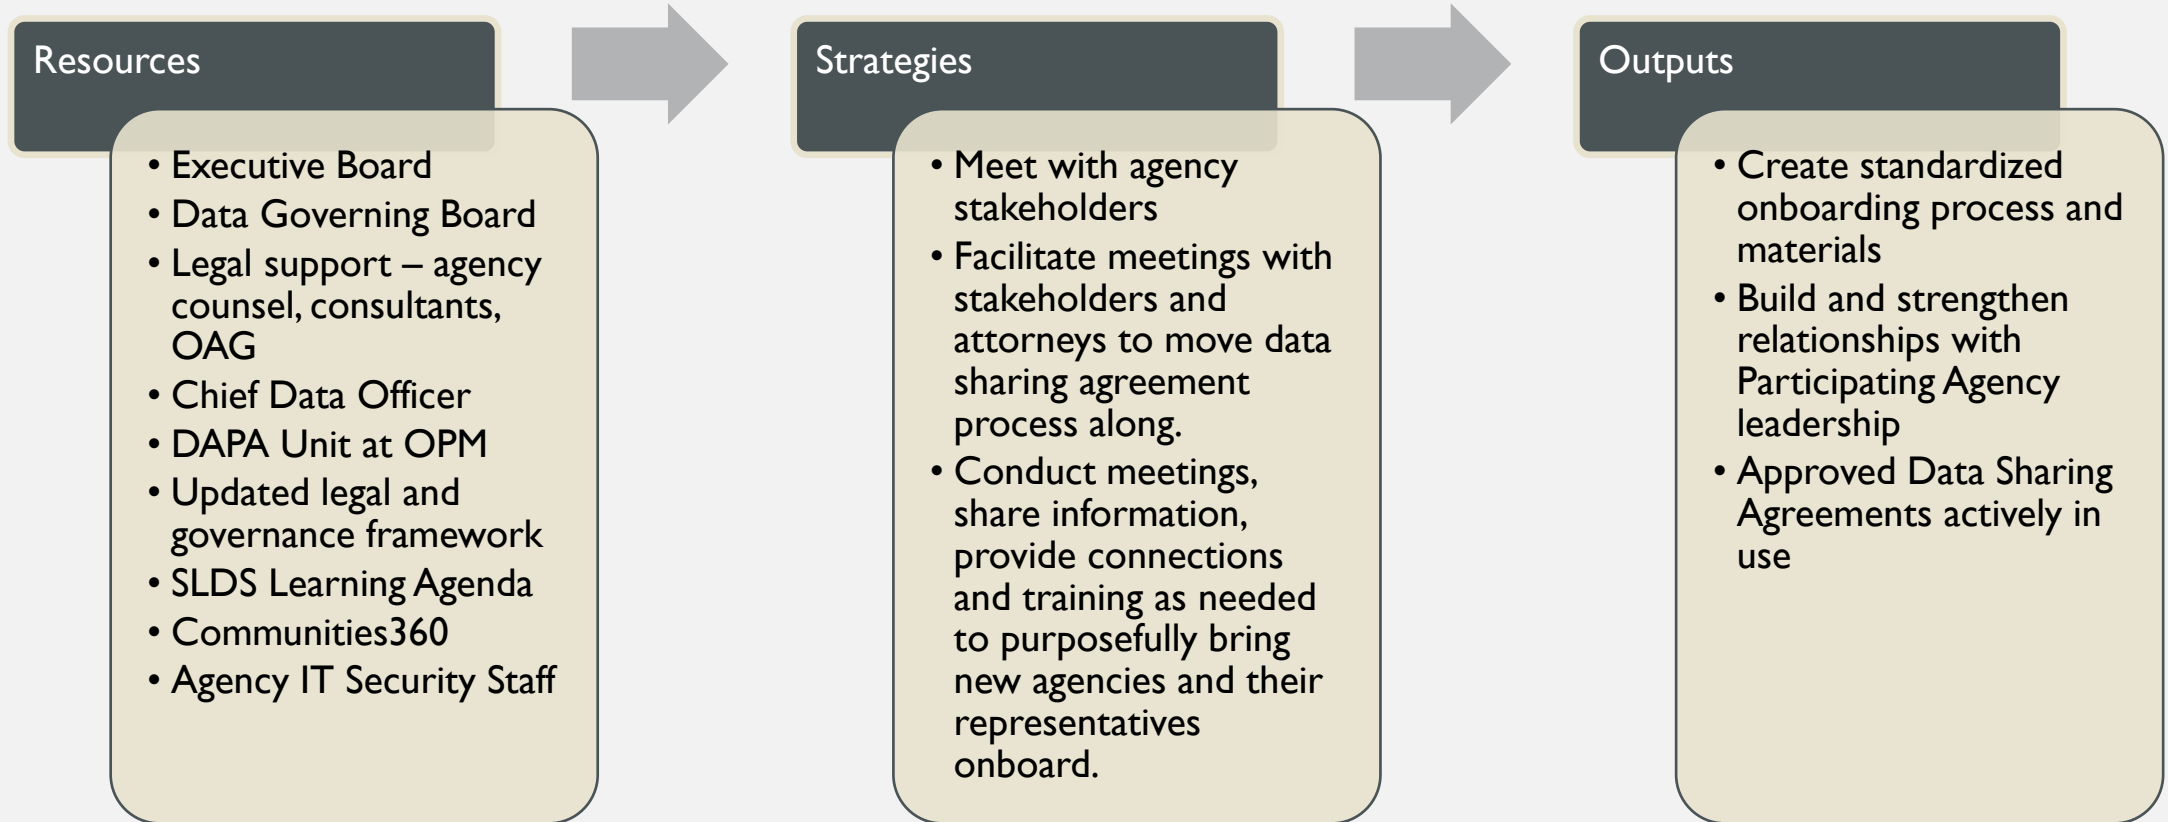 Resources
• Executive Board
• Data Governing Board
• Legal support – agency
counsel, consultants,
OAG
• Chief Data Officer
• DAPA Unit at OPM
• Updated legal and
governance framework
• SLDS Learning Agenda
• Communities360
• Agency IT Security Staff
Strategies
• Meet with agency
stakeholders
• Facilitate meetings with
stakeholders and
attorneys to move data
sharing agreement
process along.
• Conduct meetings,
share information,
provide connections
and training as needed
to purposefully bring
new agencies and their
representatives
onboard.
Outputs
• Create standardized
onboarding process and
materials
• Build and strengthen
relationships with
Participating Agency
leadership
• Approved Data Sharing
Agreements actively in
use